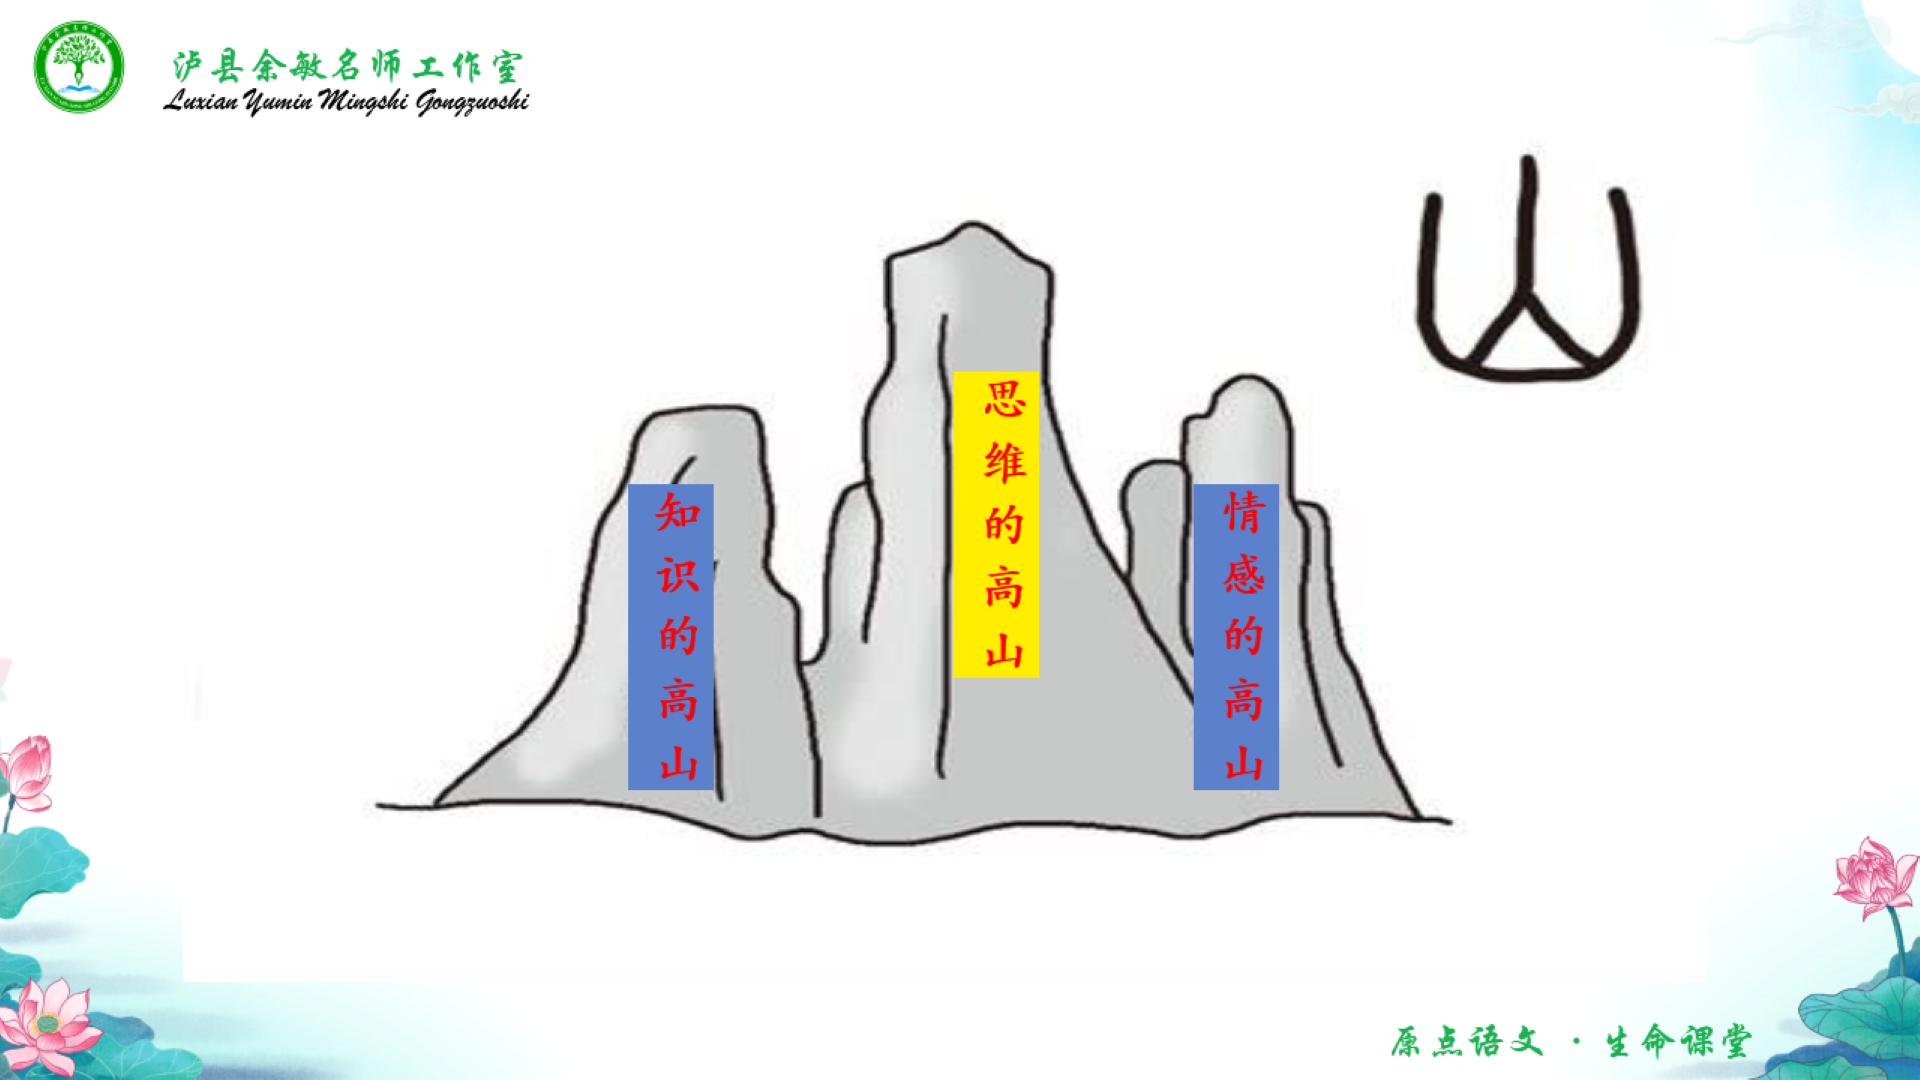 泸县余敏名师工作室
Luxian Yumin Mingshi Gongzuoshi
知识的高山
思维的高山
情感的高山
原点语文·生命课堂